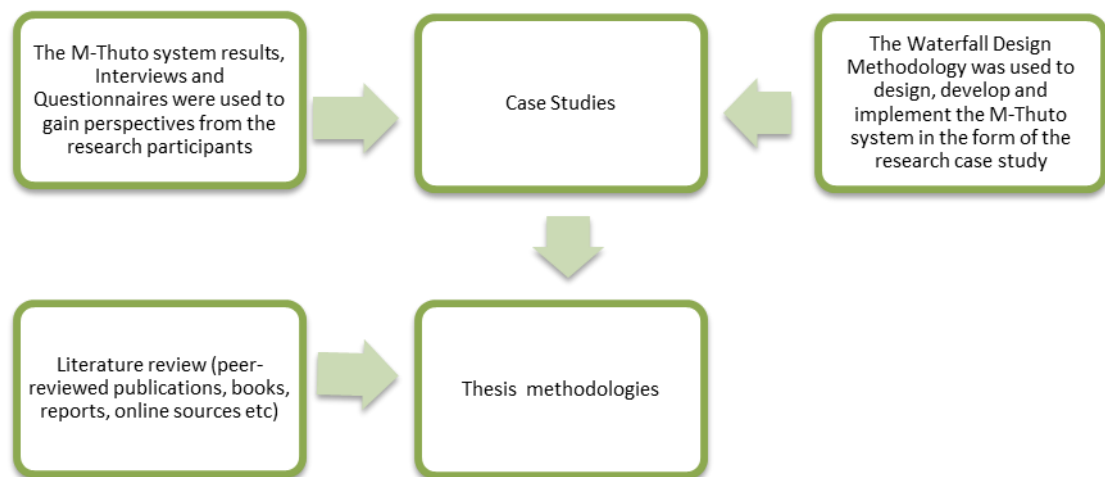 The M-Thuto system results,
Interviews and
Questionnaires were used to
gain perspectives from the
research participants
Case Studies
The Waterfall Design
Methodology was used to
design, develop and
implement the M-Thuto
system in the form of the
research case study
Literature review (peer-
reviewed publications, books,
reports, online sources etc)
Thesis methodologies